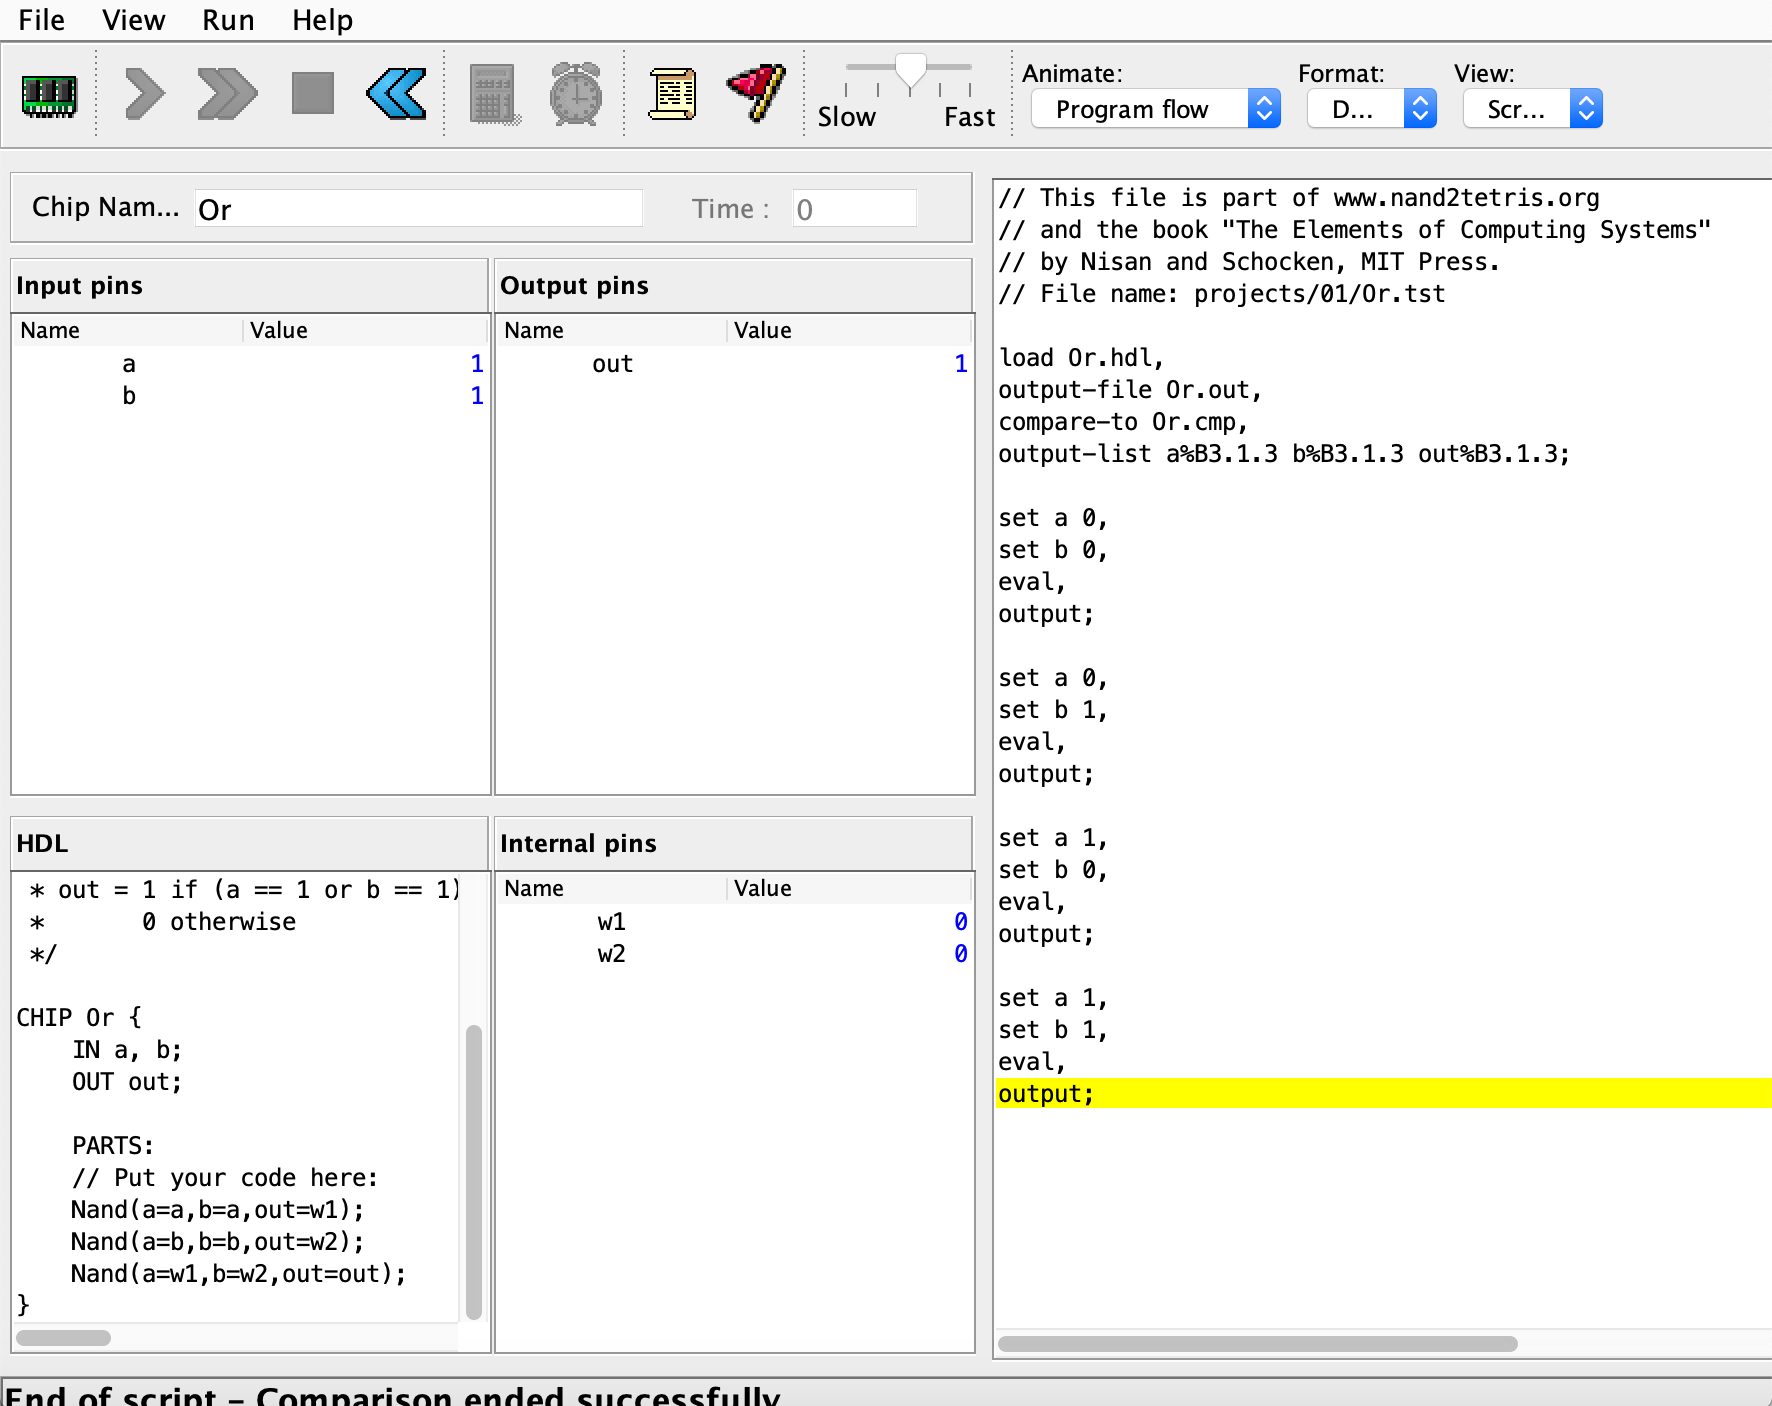 File View Run Help
Animate: Format: View:
Slow Fast Program flow D... Scr...
Chip Nam... Or Time : 0
Input pins
Name Value
a 1
b 1
Output pins
Name Value
out 1
HDL
* out = 1 if (a == 1 or b == 1)
* 0 otherwise
*/
CHIP Or {
IN a, b;
OUT out;
PARTS:
// Put your code here:
Nand(a=a,b=a,out=w1);
Nand(a=b,b=b,out=w2);
Nand(a=w1,b=w2,out=out);
}
Internal pins
Name Value
w1 0
w2 0
// This file is part of www.nand2tetris.org
// and the book "The Elements of Computing Systems"
// by Nisan and Schocken, MIT Press.
// File name: projects/01/Or.tst
load Or.hdl,
output-file Or.out,
compare-to Or.cmp,
output-list a%B3.1.3 b%B3.1.3 out%B3.1.3;
set a 0,
set b 0,
eval,
output;
set a 0,
set b 1,
eval,
output;
set a 1,
set b 0,
eval,
output;
set a 1,
set b 1,
eval,
output;
End of script - Comparison ended successfully